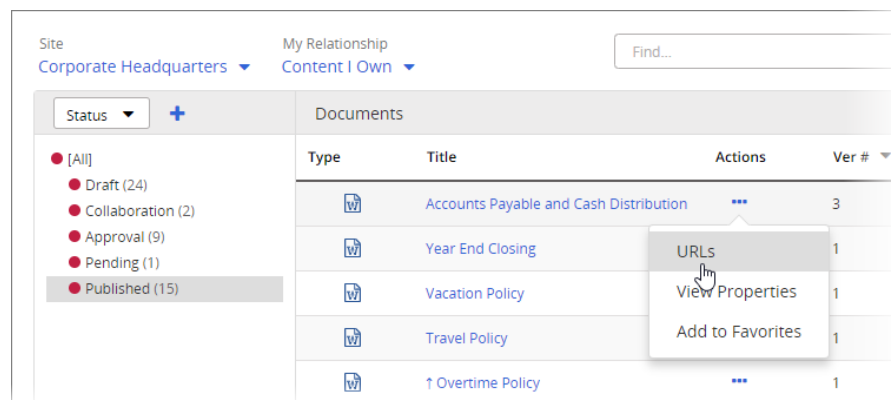 Site
Corporate Headquarters
My Relationship
Content I Own
Find...
Status
Documents
[All]
Draft (24)
Collaboration (2)
Approval (9)
Pending (1)
Published (15)
Type Title Actions Ver #
Accounts Payable and Cash Distribution ••• 3
Year End Closing 1
Vacation Policy 1
Travel Policy 1
↑ Overtime Policy ••• 1
URLs
View Properties
Add to Favorites